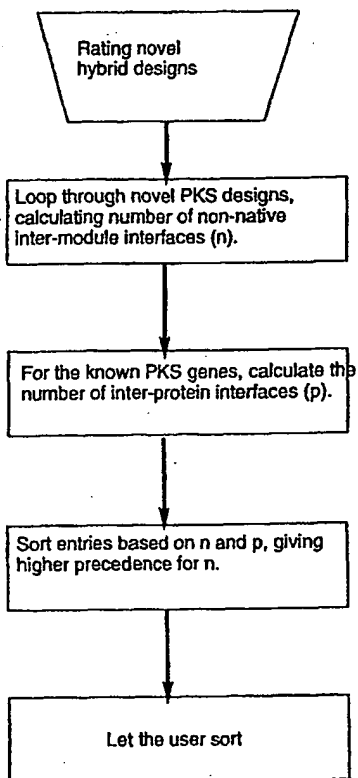 Rating novel
hybrid designs
Loop through novel PKS designs,
calculating number of non-native
inter-module interfaces (n).
For the known PKS genes, calculate the
number of inter-protein interfaces (p).
Sort entries based on n and p, giving
higher precedence for n.
Let the user sort